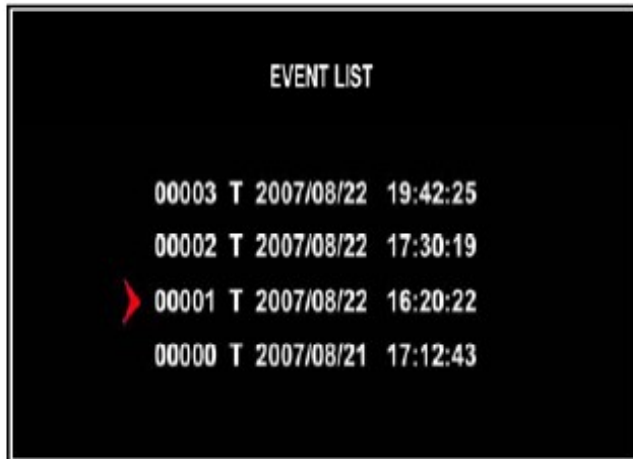 EVENT LIST
00003 T 2007/08/22 19:42:25
00002 T 2007/08/22 17:30:19
00001 T 2007/08/22 16:20:22
00000 T 2007/08/21 17:12:43